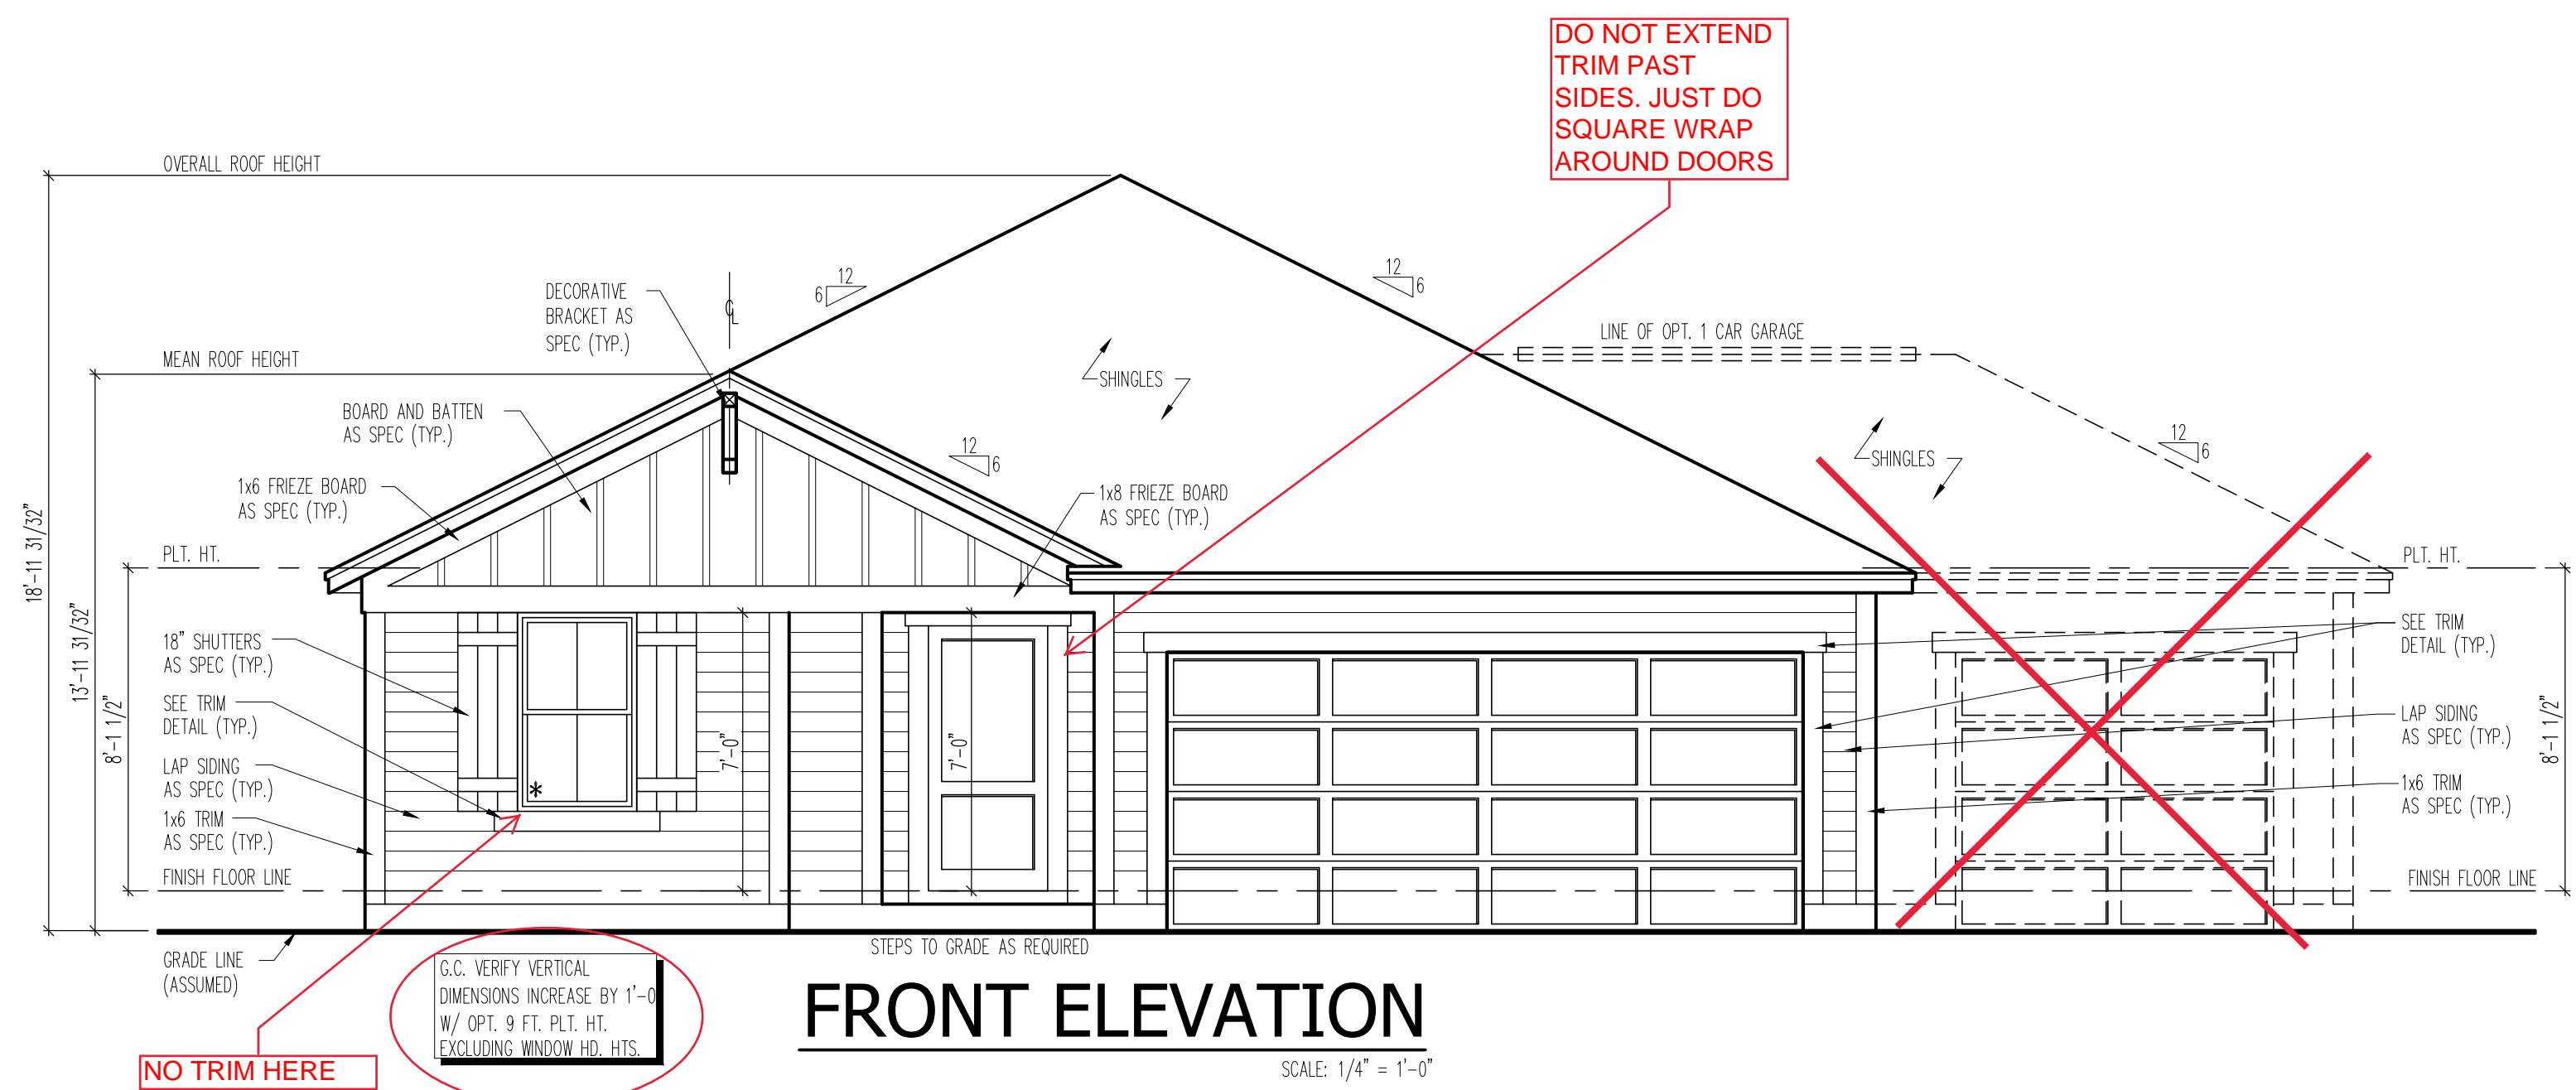 DO NOT EXTEND
TRIM PAST
SIDES. JUST DO
SQUARE WRAP
AROUND DOORS
OVERALL ROOF HEIGHT
12
6
12
6
DECORATIVE
BRACKET AS
SPEC (TYP.)
CL
LINE OF OPT. 1 CAR GARAGE
MEAN ROOF HEIGHT
SHINGLES
BOARD AND BATTEN
AS SPEC (TYP.)
12
6
12
6
SHINGLES
1x6 FRIEZE BOARD
AS SPEC (TYP.)
1x8 FRIEZE BOARD
AS SPEC (TYP.)
PLT. HT.
PLT. HT.
18'-11 31/32"
13'-11 31/32"
8'-1 1/2"
18" SHUTTERS
AS SPEC (TYP.)
SEE TRIM
DETAIL (TYP.)
LAP SIDING
AS SPEC (TYP.)
1x6 TRIM
AS SPEC (TYP.)
FINISH FLOOR LINE
*
7'-0"
7'-0"
SEE TRIM
DETAIL (TYP.)
LAP SIDING
AS SPEC (TYP.)
1x6 TRIM
AS SPEC (TYP.)
8'-1 1/2"
FINISH FLOOR LINE
GRADE LINE
(ASSUMED)
STEPS TO GRADE AS REQUIRED
G.C. VERIFY VERTICAL
DIMENSIONS INCREASE BY 1'-0
W/ OPT. 9 FT. PLT. HT.
EXCLUDING WINDOW HD. HTS.
NO TRIM HERE
FRONT ELEVATION
SCALE: 1/4" = 1'-0"